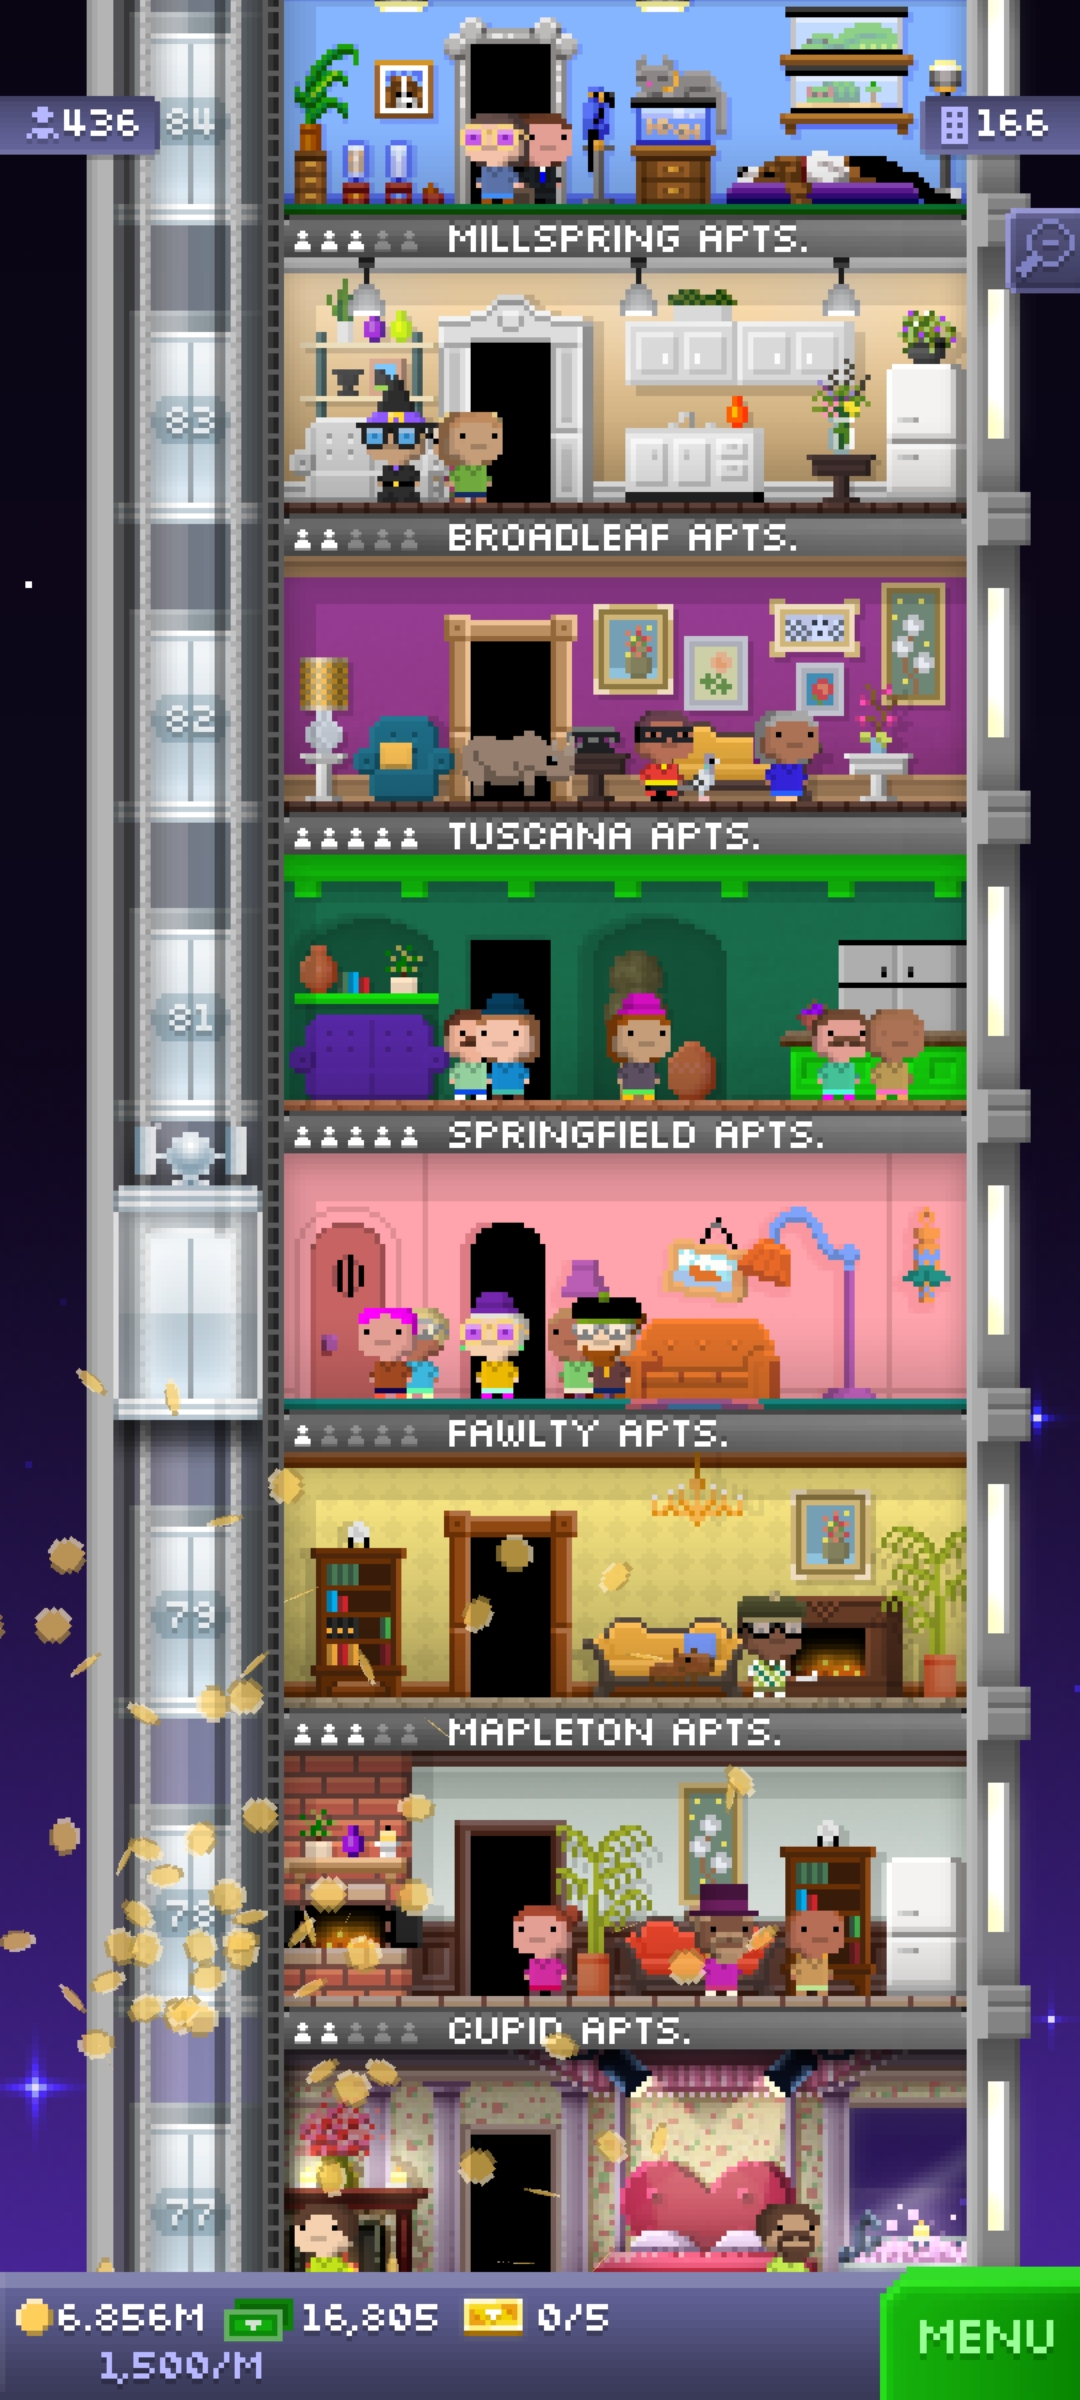 436
84
166
MILLSPRING APTS.
83
BROADLEAF APTS.
82
TUSCANA APTS.
81
SPRINGFIELD APTS.
FAWLTY APTS.
79
MAPLETON APTS.
78
CUPID APTS.
77
6.856M 16,805 0/5
1,500/M
MENU